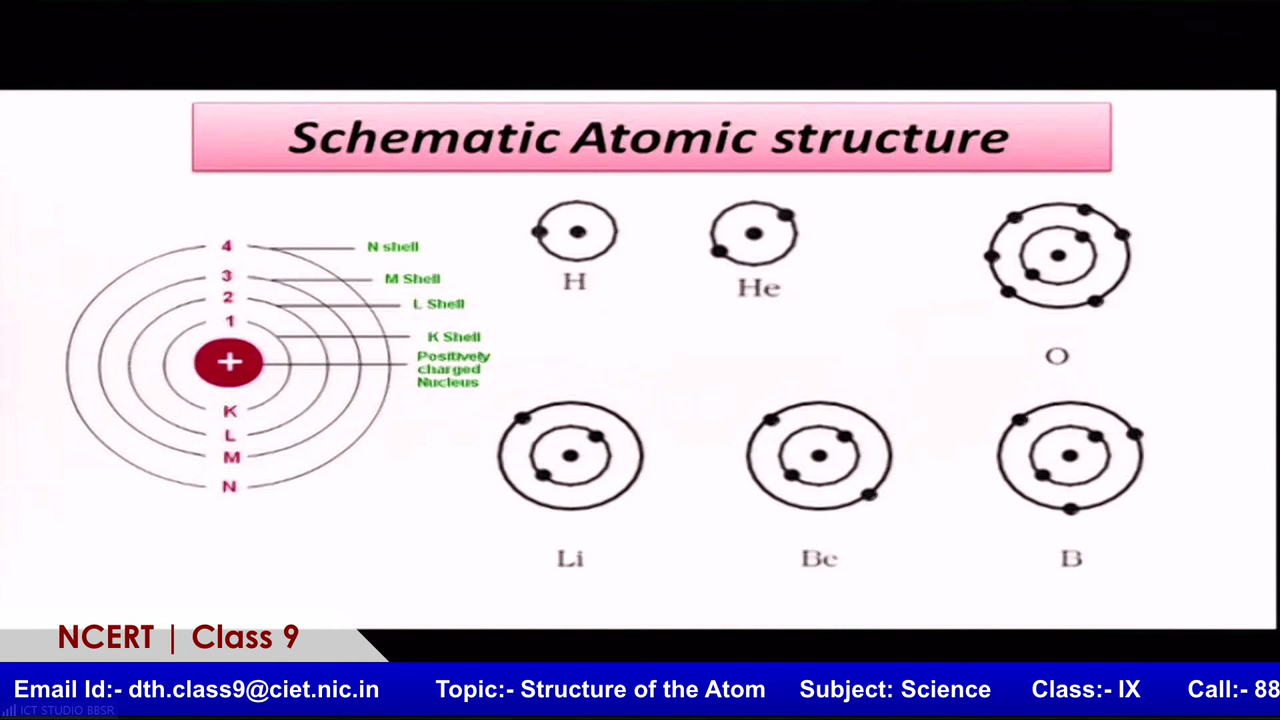 Schematic Atomic structure
4
3
2
1
+
K
L
M
N
N shell
M Shell
L Shell
K Shell
Positively
charged
Nucleus
H
He
O
Li
Be
B
NCERT | Class 9
Email Id:- dth.class9@ciet.nic.in Topic:- Structure of the Atom Subject: Science Class:- IX Call:- 88
ICT STUDIO BBSR